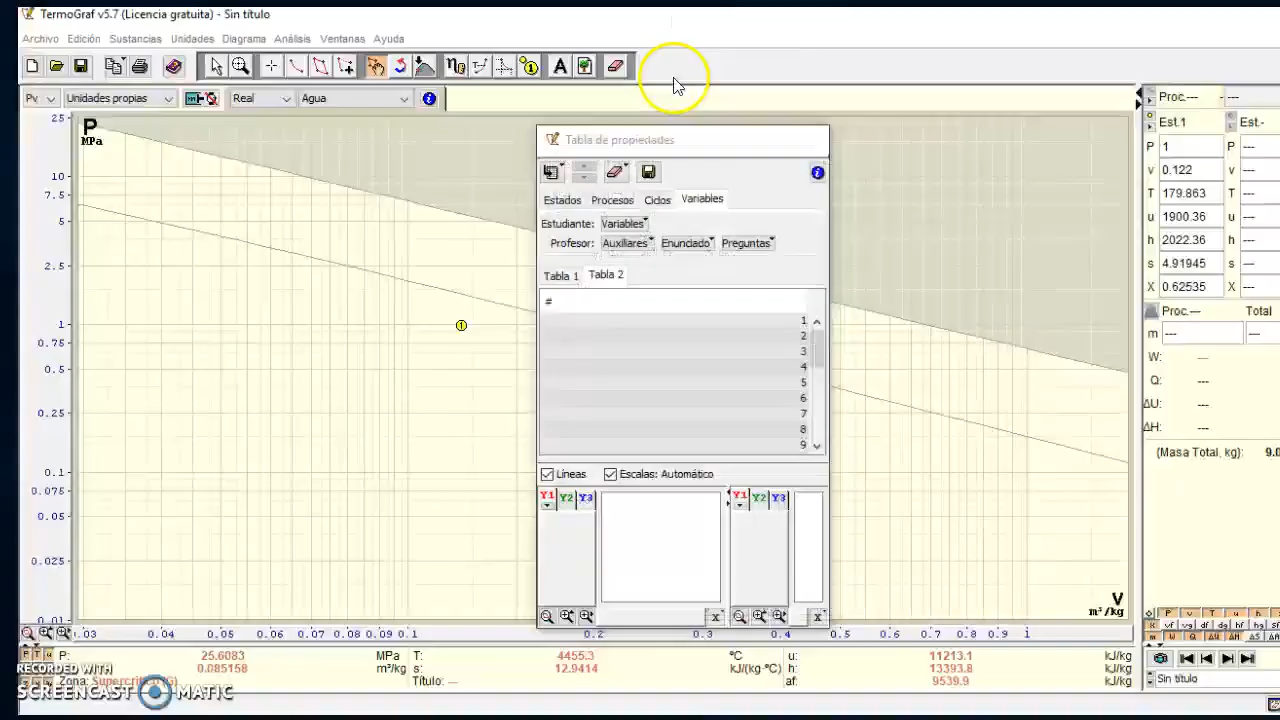 TermoGraf v5.7 (Licencia gratuita) - Sin título
Archivo Edición Sustancias Unidades Diagrama Análisis Ventanas Ayuda
Pv Unidades propias Real Agua
P
MPa
25
10
7.5
5
2.5
1
0.75
0.5
0.25
0.1
0.075
0.05
0.025
0.01
1
V
m³/kg
0.04 0.05 0.06 0.07 0.08 0.09 0.1 0.2 0.3 0.4 0.5 0.6 0.7 0.8 0.9 1
Tabla de propiedades
Estados Procesos Ciclos Variables
Estudiante: Variables
Profesor: Auxiliares Enunciado Preguntas
Tabla 1 Tabla 2
#
1
2
3
4
5
6
7
8
9
Líneas Escalas: Automático
Y1 Y2 Y3 Y1 Y2 Y3
x x
Proc.--- - ---
Est.1 Est.-
P 1 P ---
v 0.122 v ---
T 179.863 T ---
u 1900.36 u ---
h 2022.36 h ---
s 4.91945 s ---
X 0.62535 X ---
Proc.--- Total
m --- ---
W: ---
Q: ---
ΔU: ---
ΔH: ---
(Masa Total, kg): 9.0
Sin título
P: 25.6083 MPa T: 4455.3 ºC u: 11213.1 kJ/kg
0.085158 m³/kg s: 12.9414 kJ/(kg·ºC) h: 13393.8 kJ/kg
Zona: Supercrítico (G) Título: --- af: 9539.9 kJ/kg
RECORDED WITH
SCREENCAST MATIC